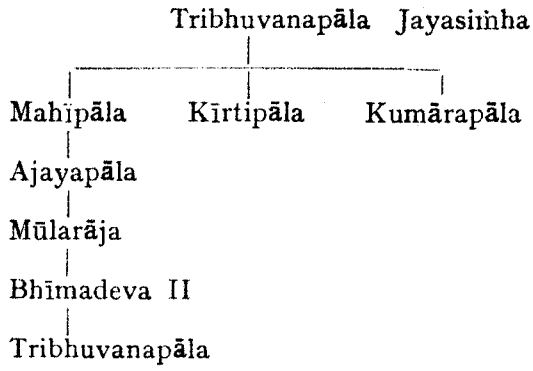 Tribhuvanapāla Jayasiṁha
Mahīpāla Kīrtipāla Kumārapāla
Ajayapāla
Mūlarāja
Bhīmadeva II
Tribhuvanapāla